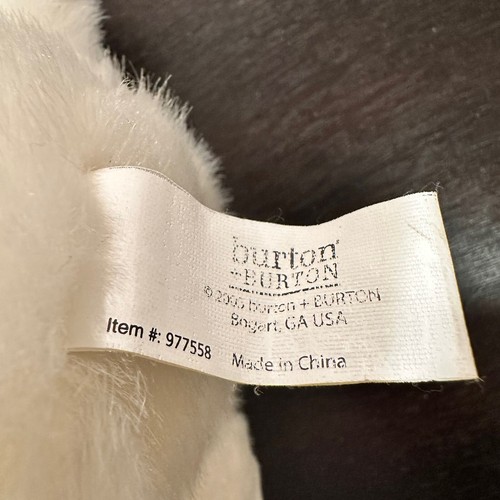 burton
+BURTON
© 2005 burton + BURTON
Bogart, GA USA
Item #: 977558
Made in China